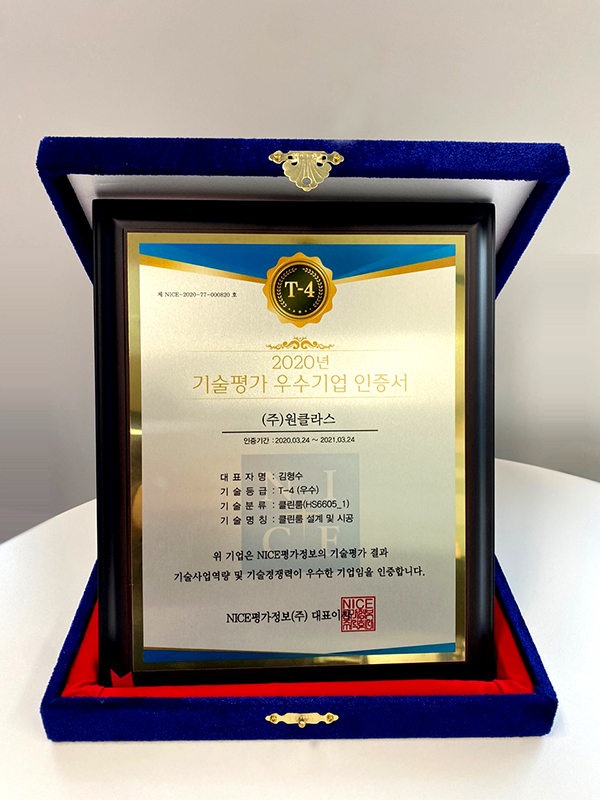 T-4
제 NICE-2020-77-000820 호
2020년
기술평가 우수기업 인증서
(주)원클라스
인증기간 : 2020.03.24 ~ 2021.03.24
대표자명 : 김형수
기술등급 : T-4 (우수)
기술분류 : 클린룸(HS6605_1)
기술명칭 : 클린룸 설계 및 시공
NICE
위 기업은 NICE평가정보의 기술평가 결과
기술사업역량 및 기술경쟁력이 우수한 기업임을 인증합니다.
NICE평가정보(주) 대표이사
NICE